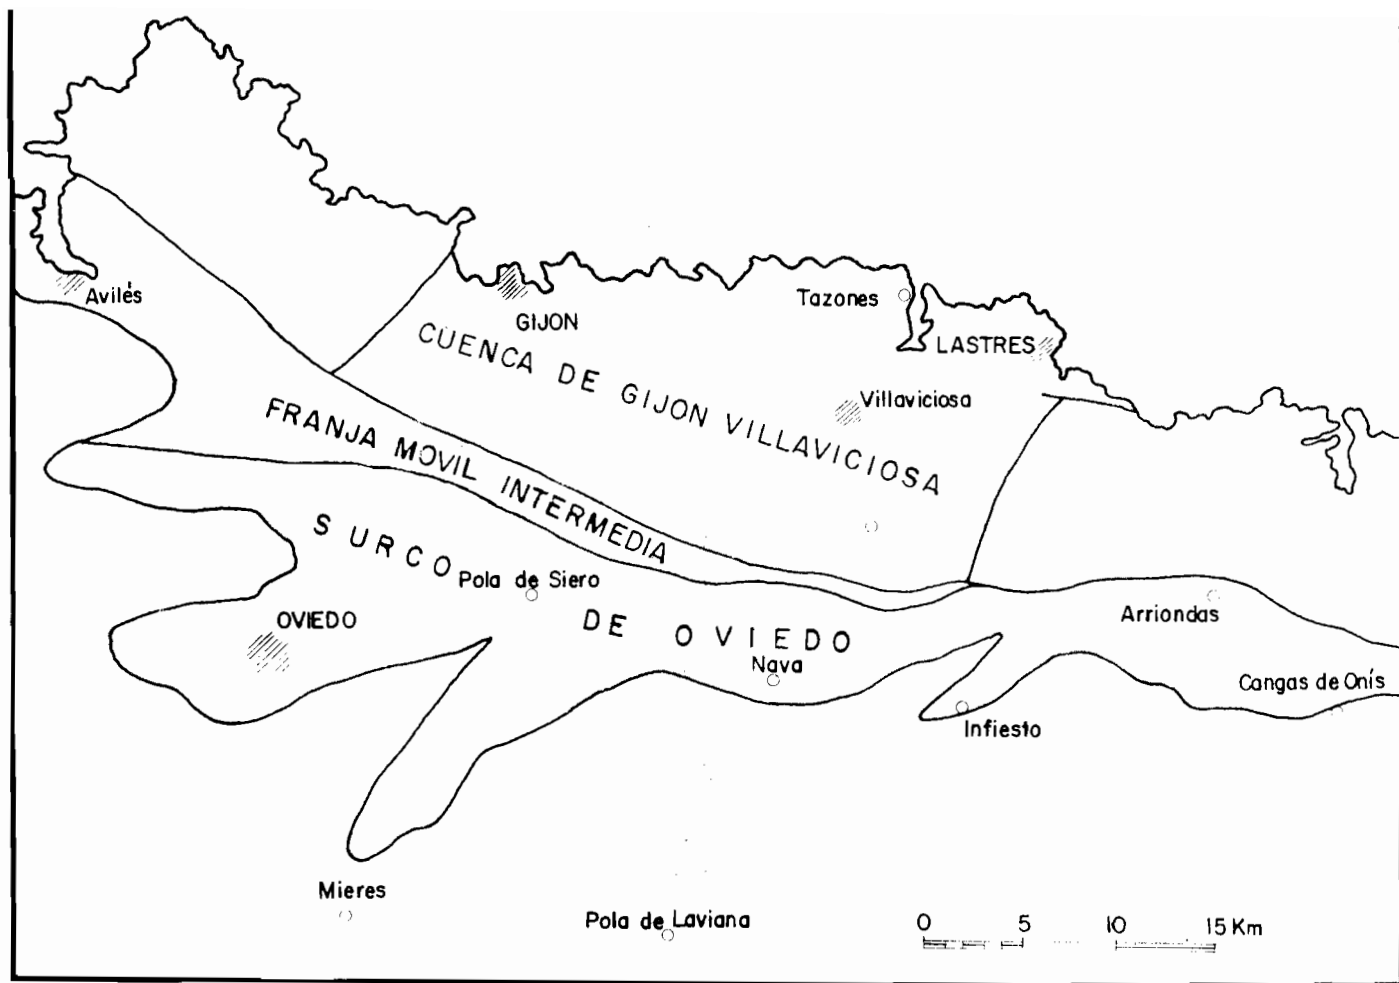 Avilés
GIJON
Tazones
LASTRES
Villaviciosa
CUENCA DE GIJON VILLAVICIOSA
FRANJA MOVIL INTERMEDIA
SURCO DE OVIEDO
Pola de Siero
OVIEDO
Nava
Arriondas
Cangas de Onís
Infiesto
Mieres
Pola de Laviana
0 5 10 15 Km